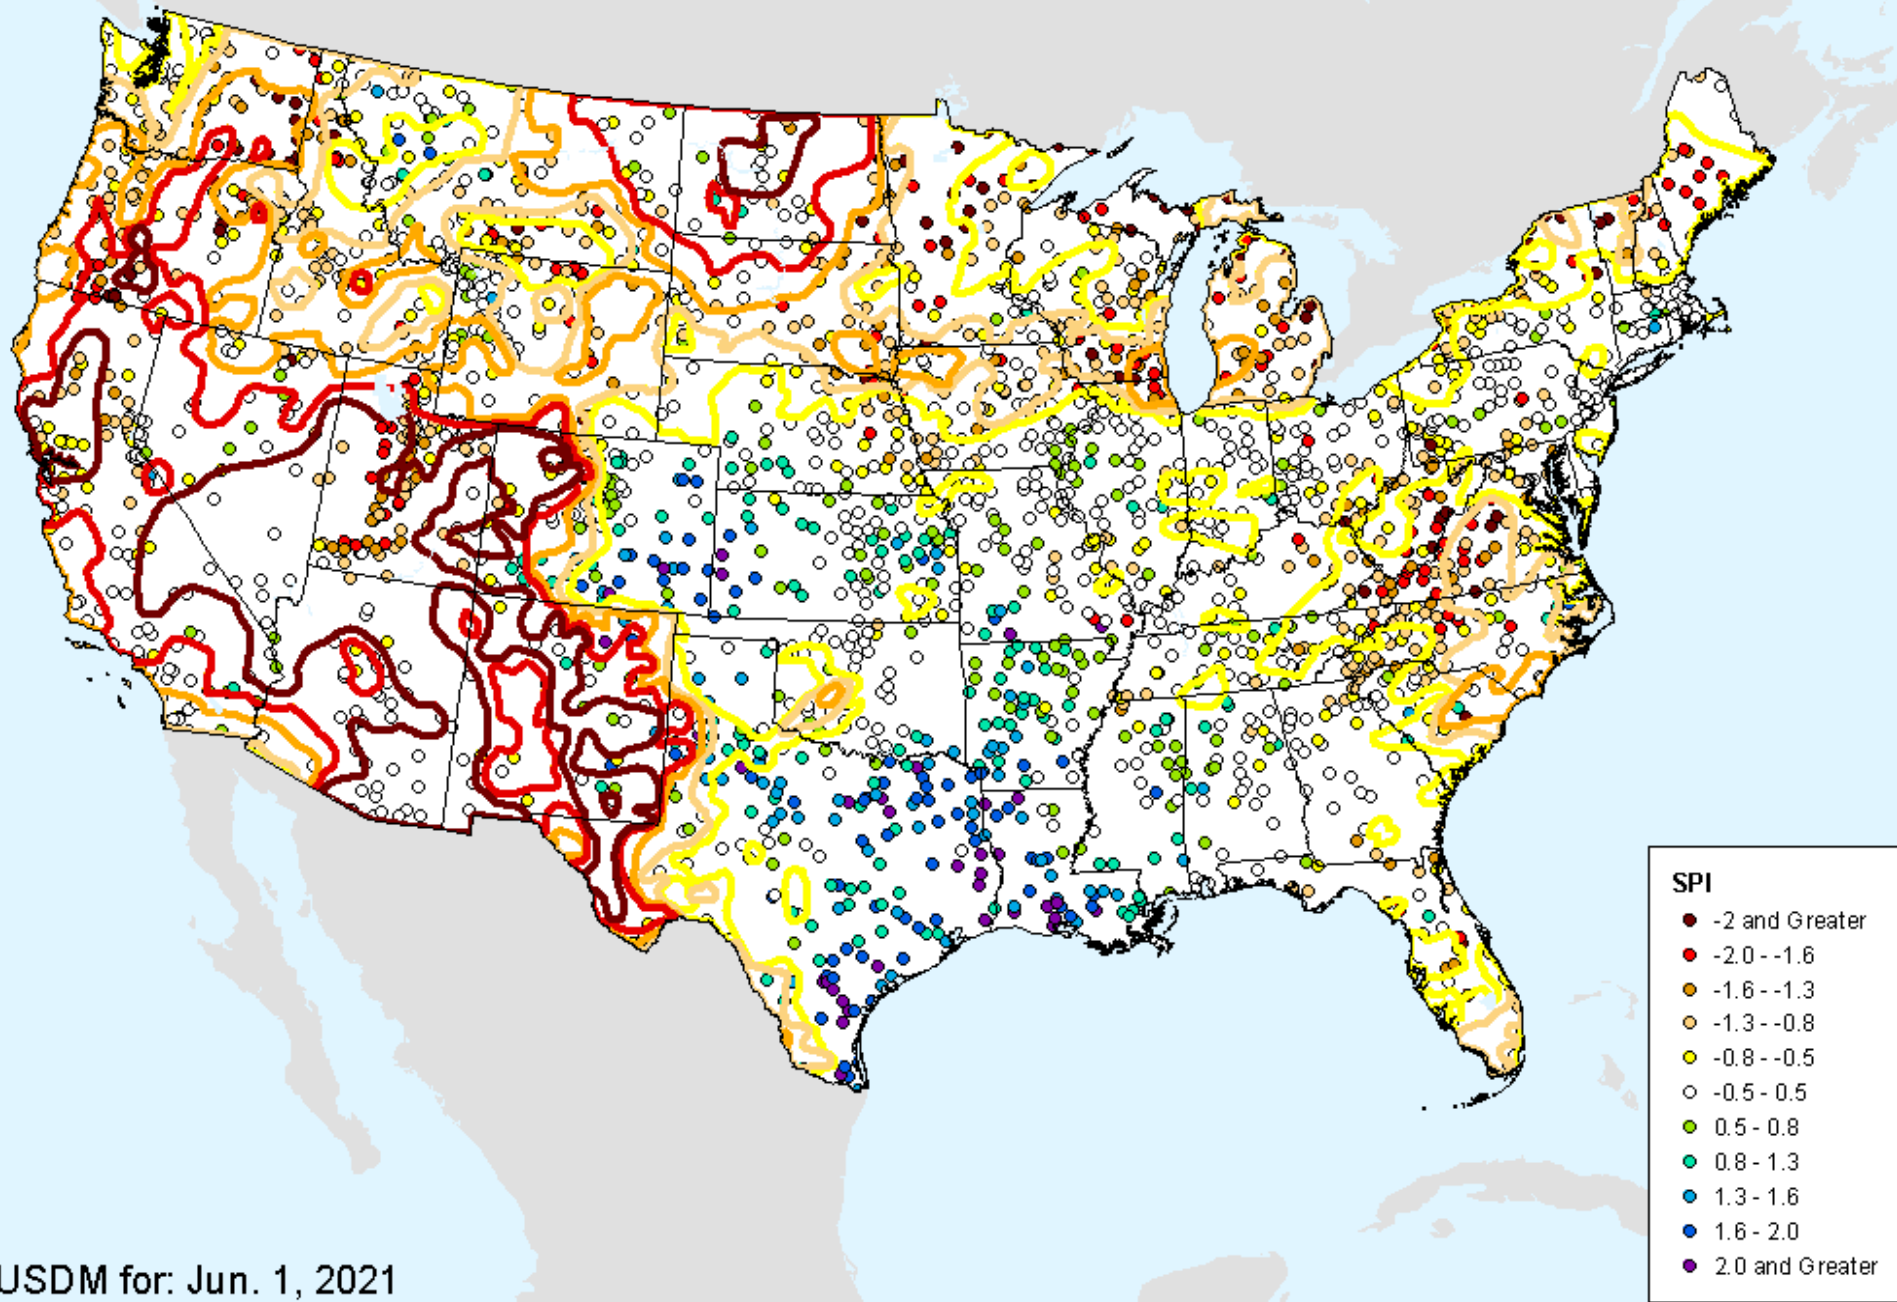 SPI
-2 and Greater
-2.0 - -1.6
-1.6 - -1.3
-1.3 - -0.8
-0.8 - -0.5
-0.5 - 0.5
0.5 - 0.8
0.8 - 1.3
1.3 - 1.6
1.6 - 2.0
2.0 and Greater
USDM for: Jun. 1, 2021